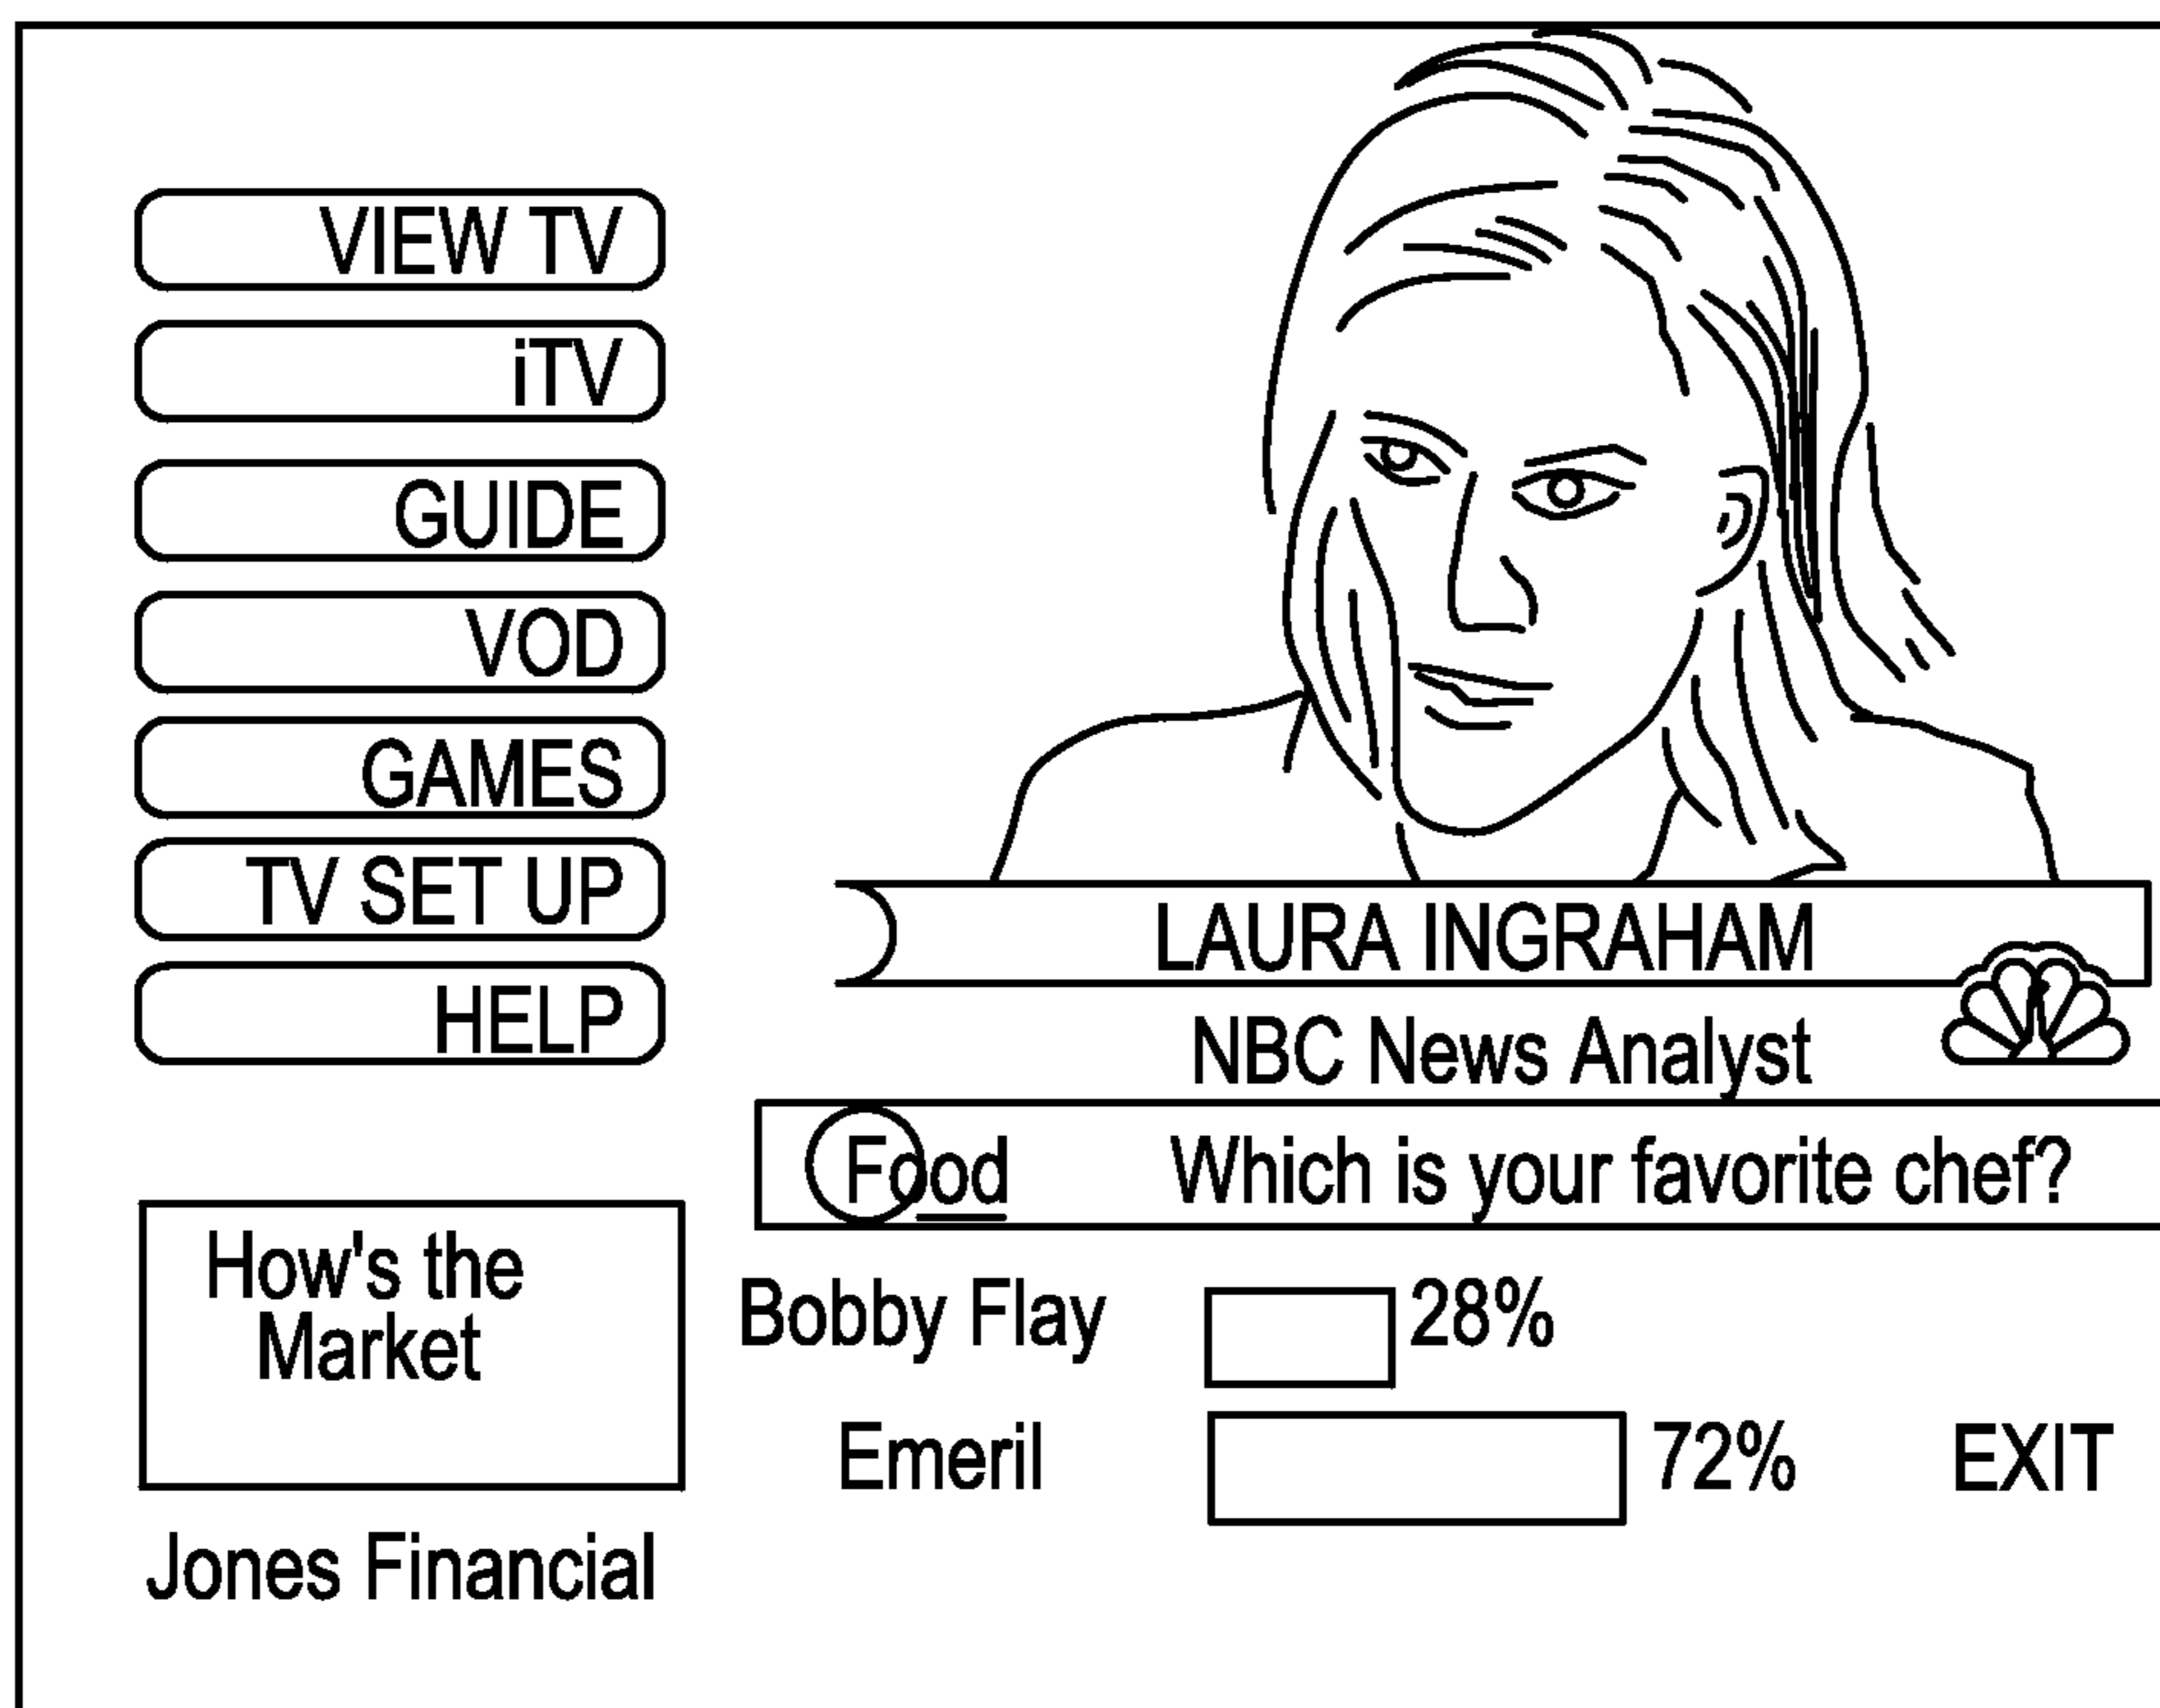 VIEW TV
iTV
GUIDE
VOD
GAMES
TV SET UP
HELP
How's the
Market
Jones Financial
LAURA INGRAHAM
NBC News Analyst
Food Which is your favorite chef?
Bobby Flay 28%
Emeril 72%
EXIT